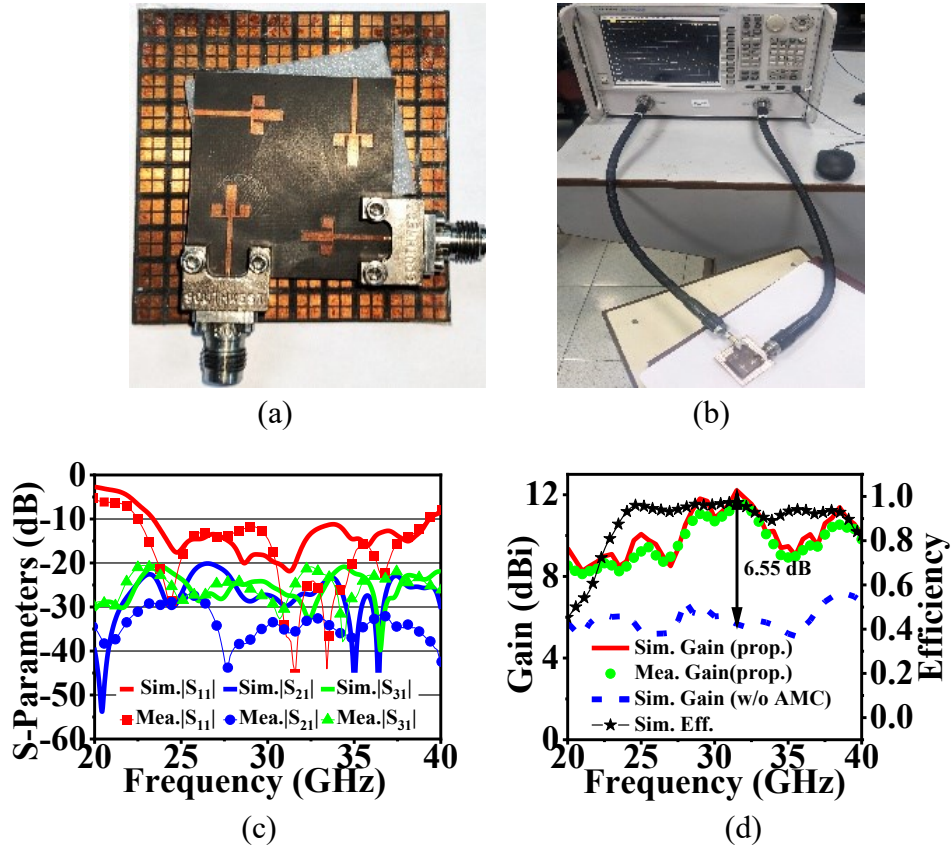 SOUTHWEST
SOUTHWEST
(a)
(b)
S-Parameters (dB)
0
-10
-20
-30
-40
-50
-60
Sim.|S11| Sim.|S21| Sim.|S31|
Mea.|S11| Mea.|S21| Mea.|S31|
20 25 30 35 40
Frequency (GHz)
(c)
Gain (dBi)
12
8
4
0
6.55 dB
Sim. Gain (prop.)
Mea. Gain(prop.)
Sim. Gain (w/o AMC)
Sim. Eff.
1.0
0.8
0.6
0.4
0.2
0.0
Efficiency
20 25 30 35 40
Frequency (GHz)
(d)